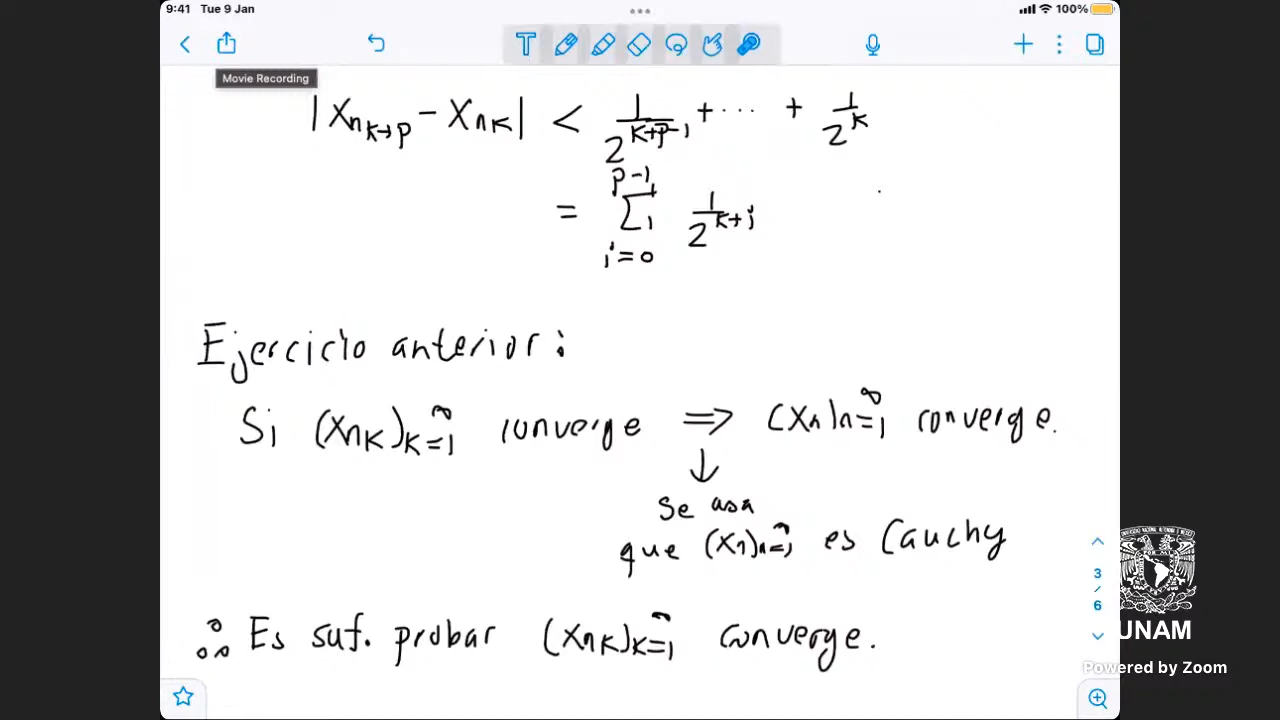 9:41 Tue 9 Jan
100%
Movie Recording
|X_{n_{k+p}} - X_{n_k}| < 1/2^{k+p-1} + ⋯ + 1/2^k
= ∑_{i=0}^{p-1} 1/2^{k+i}
Ejercicio anterior:
Si (X_{n_k})_{k=1}^∞ converge ⇒ (X_n)_{n=1}^∞ converge.
↓
Se usa
que (X_n)_{n=1}^∞ es Cauchy
∴ Es suf. probar (X_{n_k})_{k=1}^∞ converge.
3
/
6
UNAM
Powered by Zoom